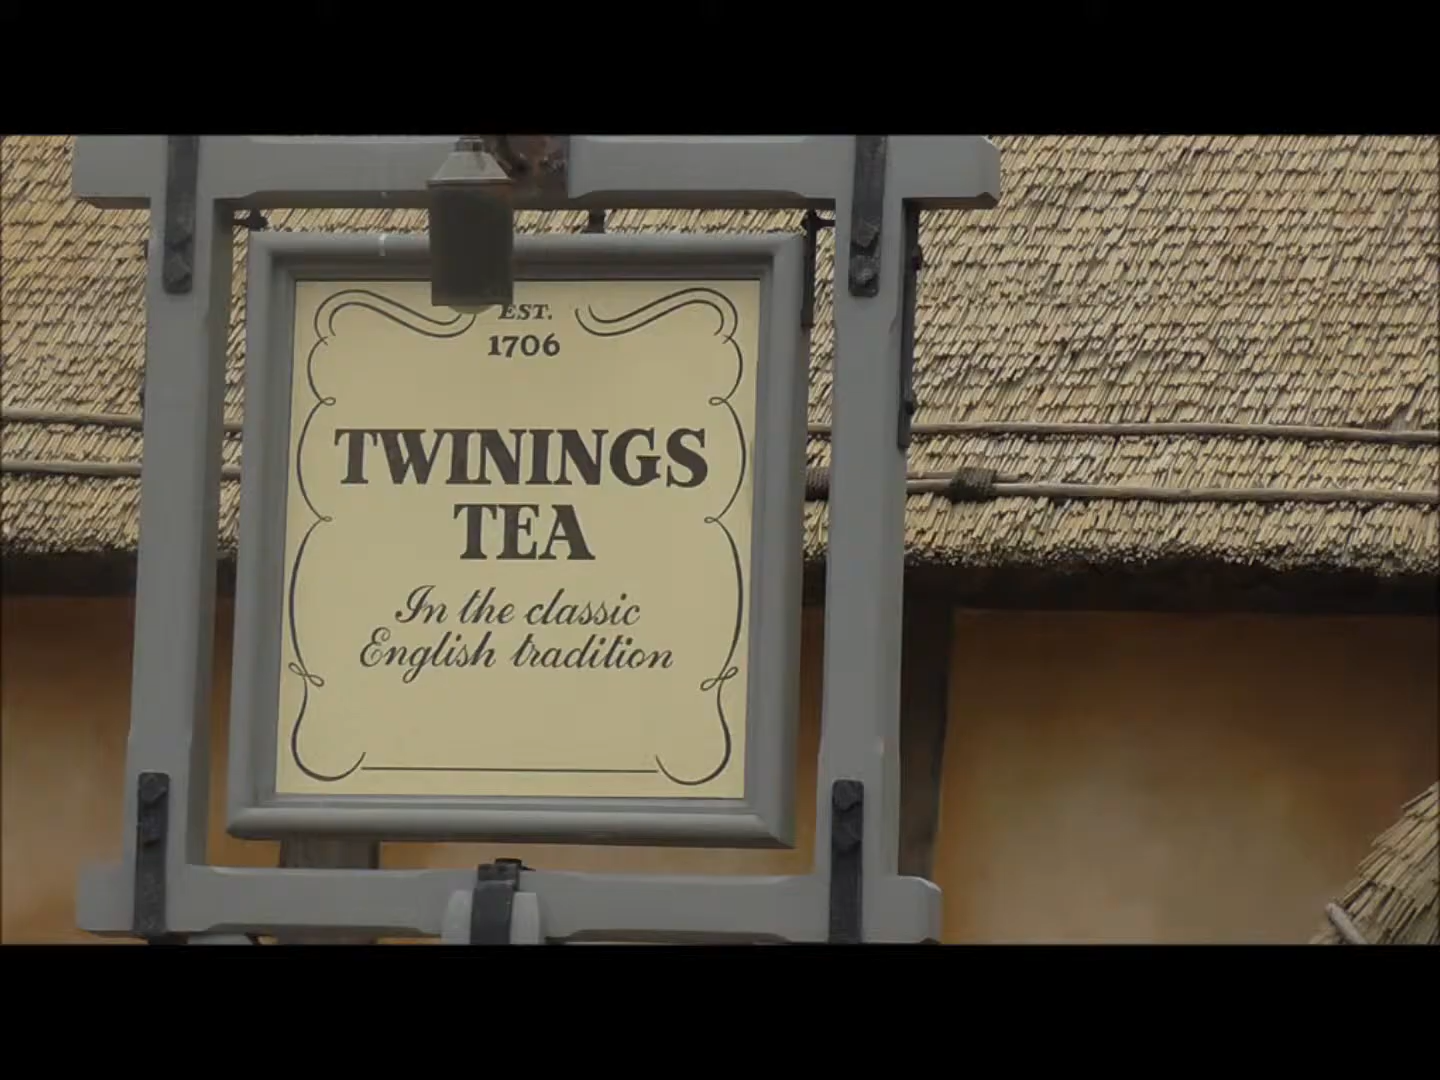 EST.
1706
TWININGS
TEA
In the classic
English tradition